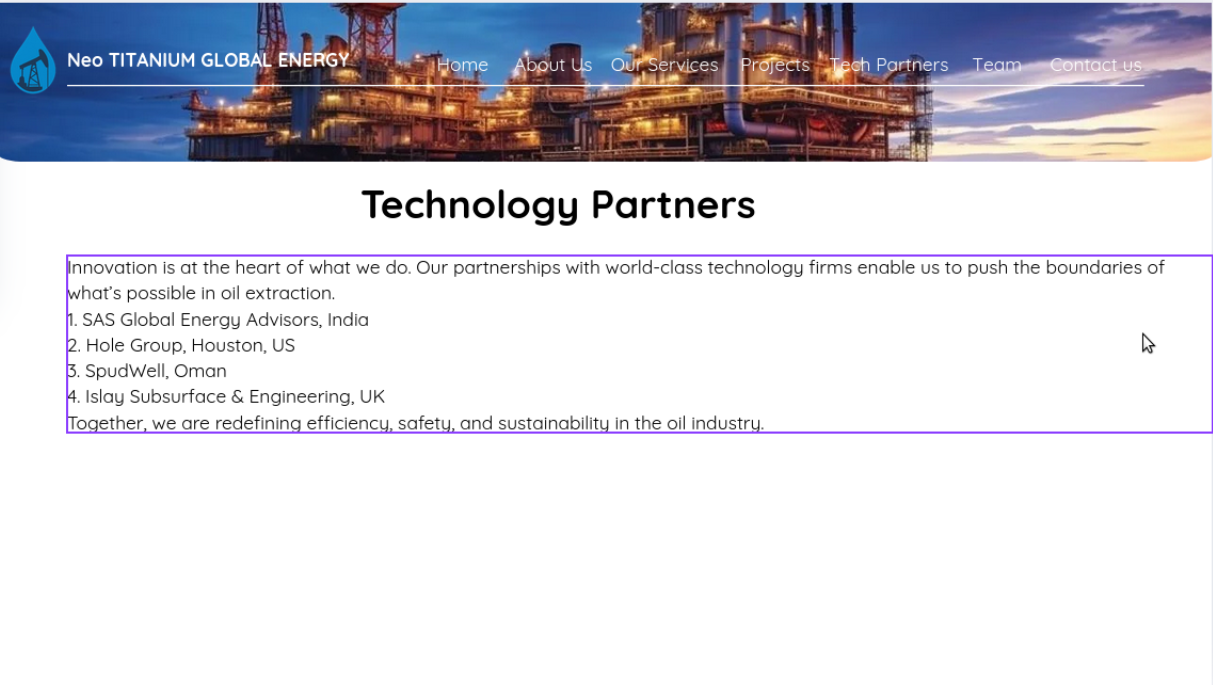 Neo TITANIUM GLOBAL ENERGY
Home About Us Our Services Projects Tech Partners Team Contact us
Technology Partners
Innovation is at the heart of what we do. Our partnerships with world-class technology firms enable us to push the boundaries of
what's possible in oil extraction.
1. SAS Global Energy Advisors, India
2. Hole Group, Houston, US
3. SpudWell, Oman
4. Islay Subsurface & Engineering, UK
Together, we are redefining efficiency, safety, and sustainability in the oil industry.